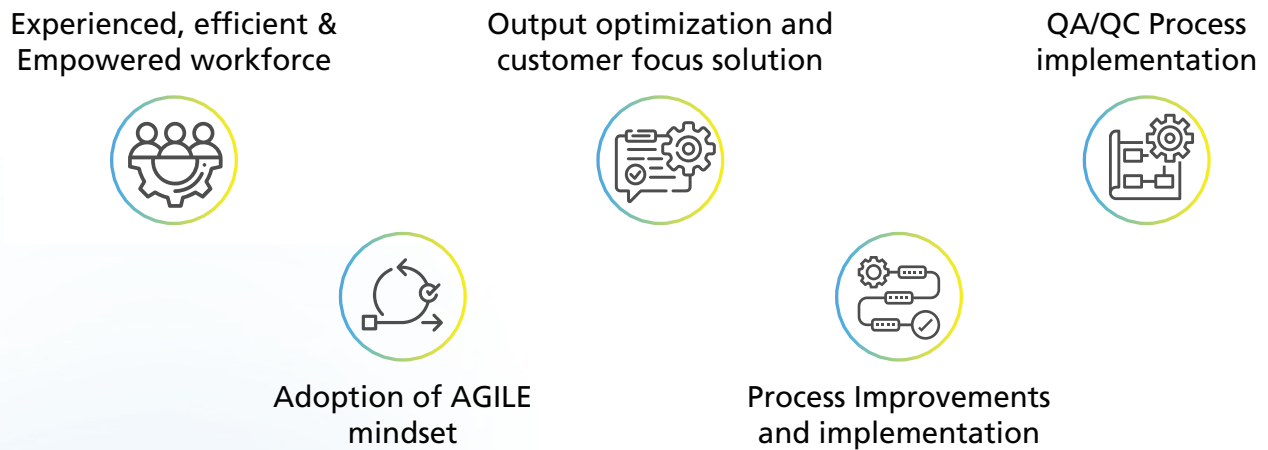 Experienced, efficient &
Empowered workforce
Output optimization and
customer focus solution
QA/QC Process
implementation
Adoption of AGILE
mindset
Process Improvements
and implementation